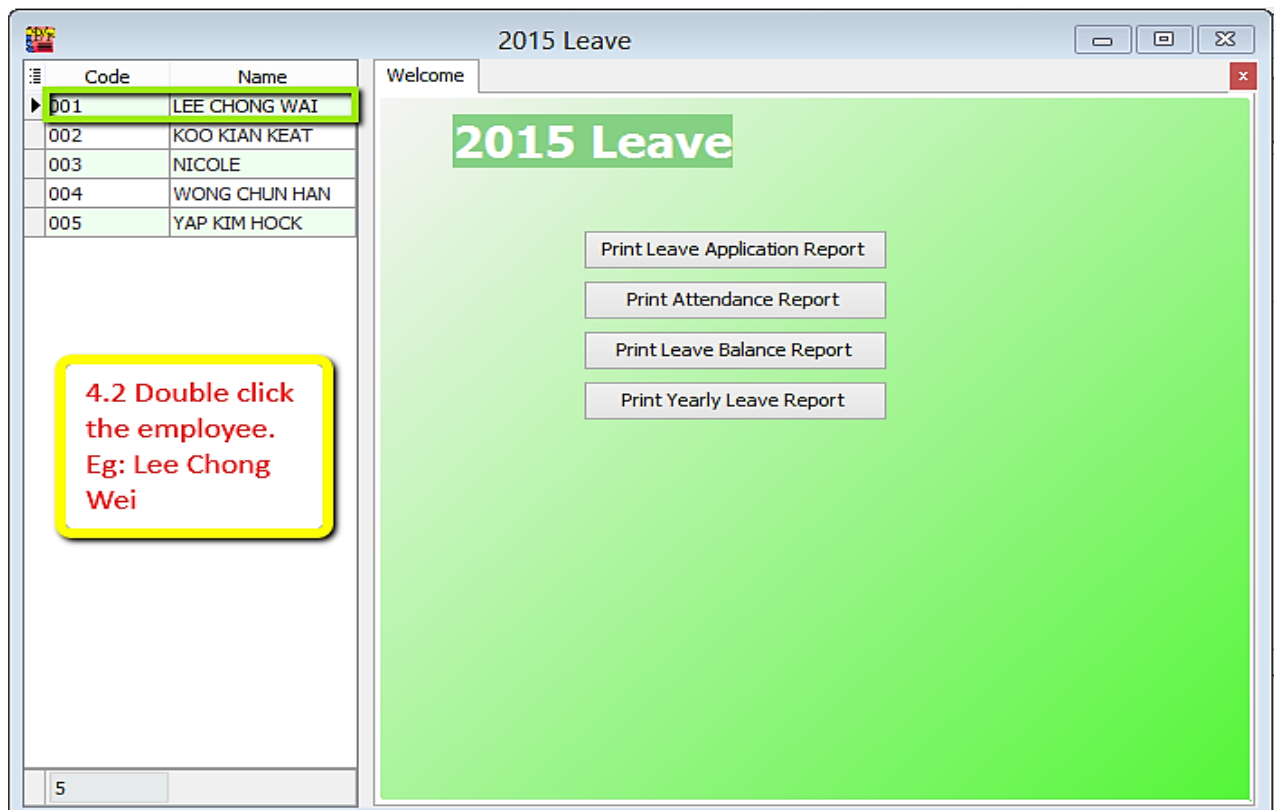 2015 Leave
Code Name
001 LEE CHONG WAI
002 KOO KIAN KEAT
003 NICOLE
004 WONG CHUN HAN
005 YAP KIM HOCK
4.2 Double click
the employee.
Eg: Lee Chong
Wei
5
Welcome
2015 Leave
Print Leave Application Report
Print Attendance Report
Print Leave Balance Report
Print Yearly Leave Report